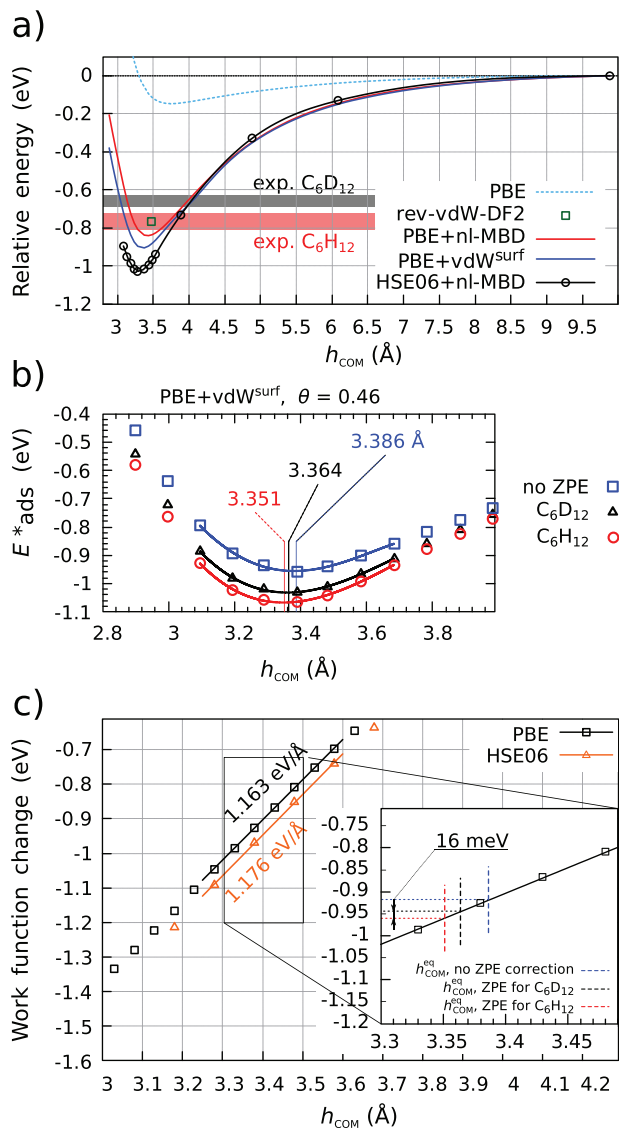 a)
Relative energy (eV)
0
-0.2
-0.4
-0.6
-0.8
-1
-1.2
exp. C₆D₁₂
exp. C₆H₁₂
PBE
rev-vdW-DF2
PBE+nl-MBD
PBE+vdWˢᵘʳᶠ
HSE06+nl-MBD
3 3.5 4 4.5 5 5.5 6 6.5 7 7.5 8 8.5 9 9.5
h_COM (Å)
b)
PBE+vdWˢᵘʳᶠ, θ = 0.46
E*ads (eV)
-0.4
-0.5
-0.6
-0.7
-0.8
-0.9
-1.0
-1.1
3.386 Å
3.364
3.351
no ZPE
C₆D₁₂
C₆H₁₂
2.8 3 3.2 3.4 3.6 3.8
h_COM (Å)
c)
Work function change (eV)
-0.7
-0.8
-0.9
-1
-1.1
-1.2
-1.3
-1.4
-1.5
-1.6
PBE
HSE06
1.163 eV/Å
1.176 eV/Å
-0.75
-0.8
-0.85
-0.9
-0.95
-1
-1.05
-1.1
-1.15
-1.2
16 meV
h^eq_COM, no ZPE correction
h^eq_COM, ZPE for C₆D₁₂
h^eq_COM, ZPE for C₆H₁₂
3.3 3.35 3.4 3.45
3 3.1 3.2 3.3 3.4 3.5 3.6 3.7 3.8 3.9 4 4.1 4.2
h_COM (Å)